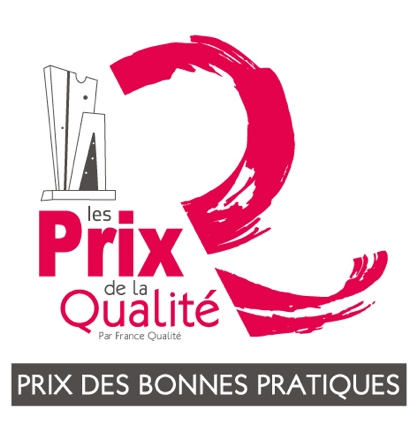 les
Prix
de la
Qualité
Par France Qualité
PRIX DES BONNES PRATIQUES